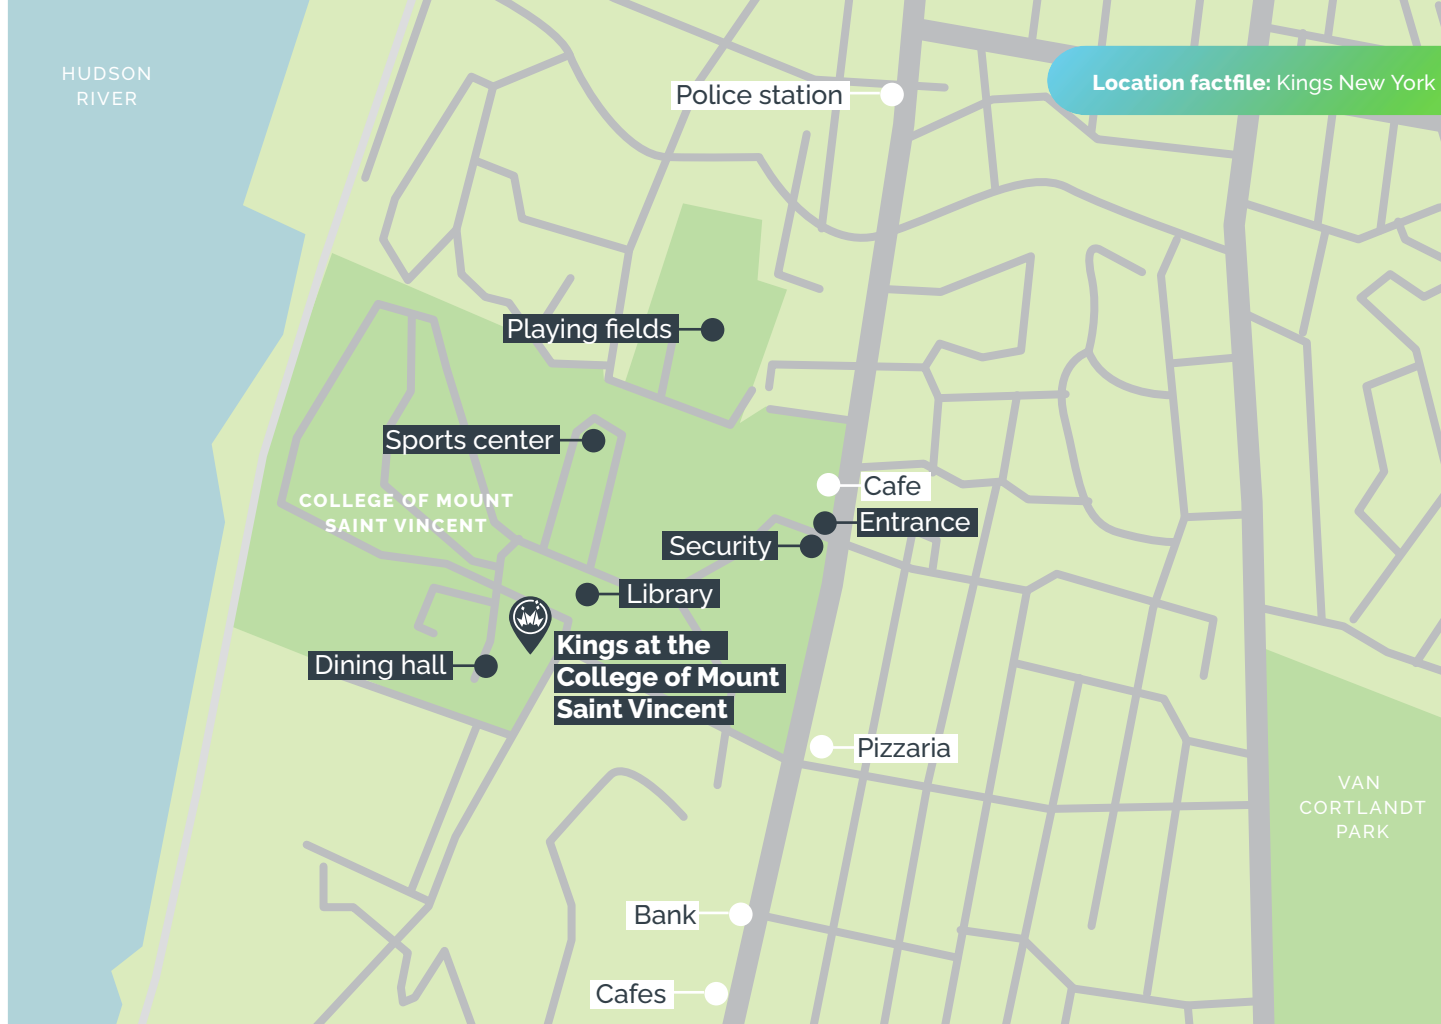 HUDSON
RIVER
Police station
Location factfile: Kings New York
Playing fields
Sports center
COLLEGE OF MOUNT
SAINT VINCENT
Cafe
Entrance
Security
Library
Kings at the
College of Mount
Saint Vincent
Dining hall
Pizzaria
VAN
CORTLANDT
PARK
Bank
Cafes